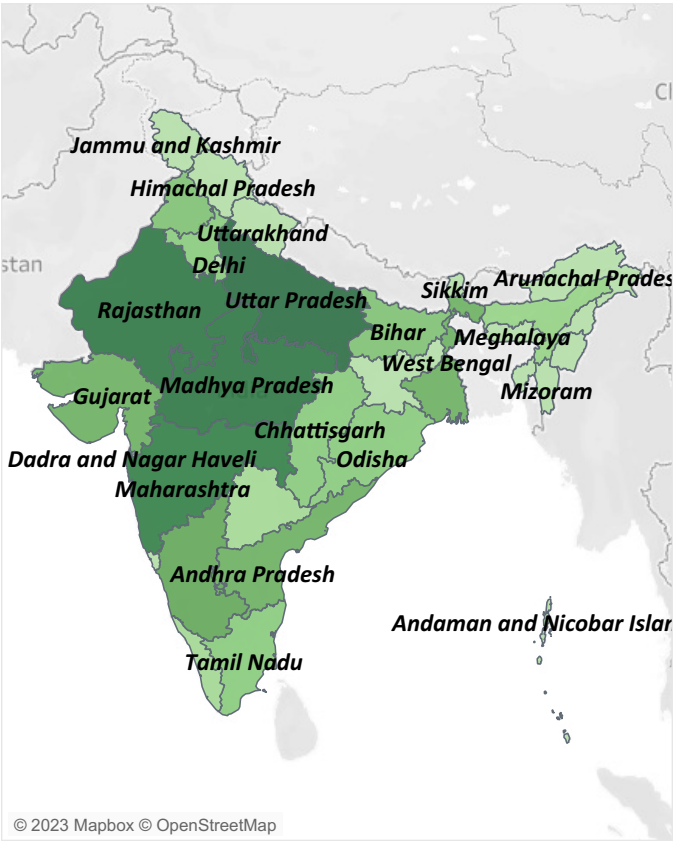 Cl
Jammu and Kashmir
Himachal Pradesh
Uttarakhand
stan
Delhi
Arunachal Prades
Sikkim
Uttar Pradesh
Rajasthan
Bihar
Meghalaya
West Bengal
Madhya Pradesh
Gujarat
Mizoram
Chhattisgarh
Dadra and Nagar Haveli
Odisha
Maharashtra
Andhra Pradesh
Andaman and Nicobar Islar
Tamil Nadu
© 2023 Mapbox © OpenStreetMap